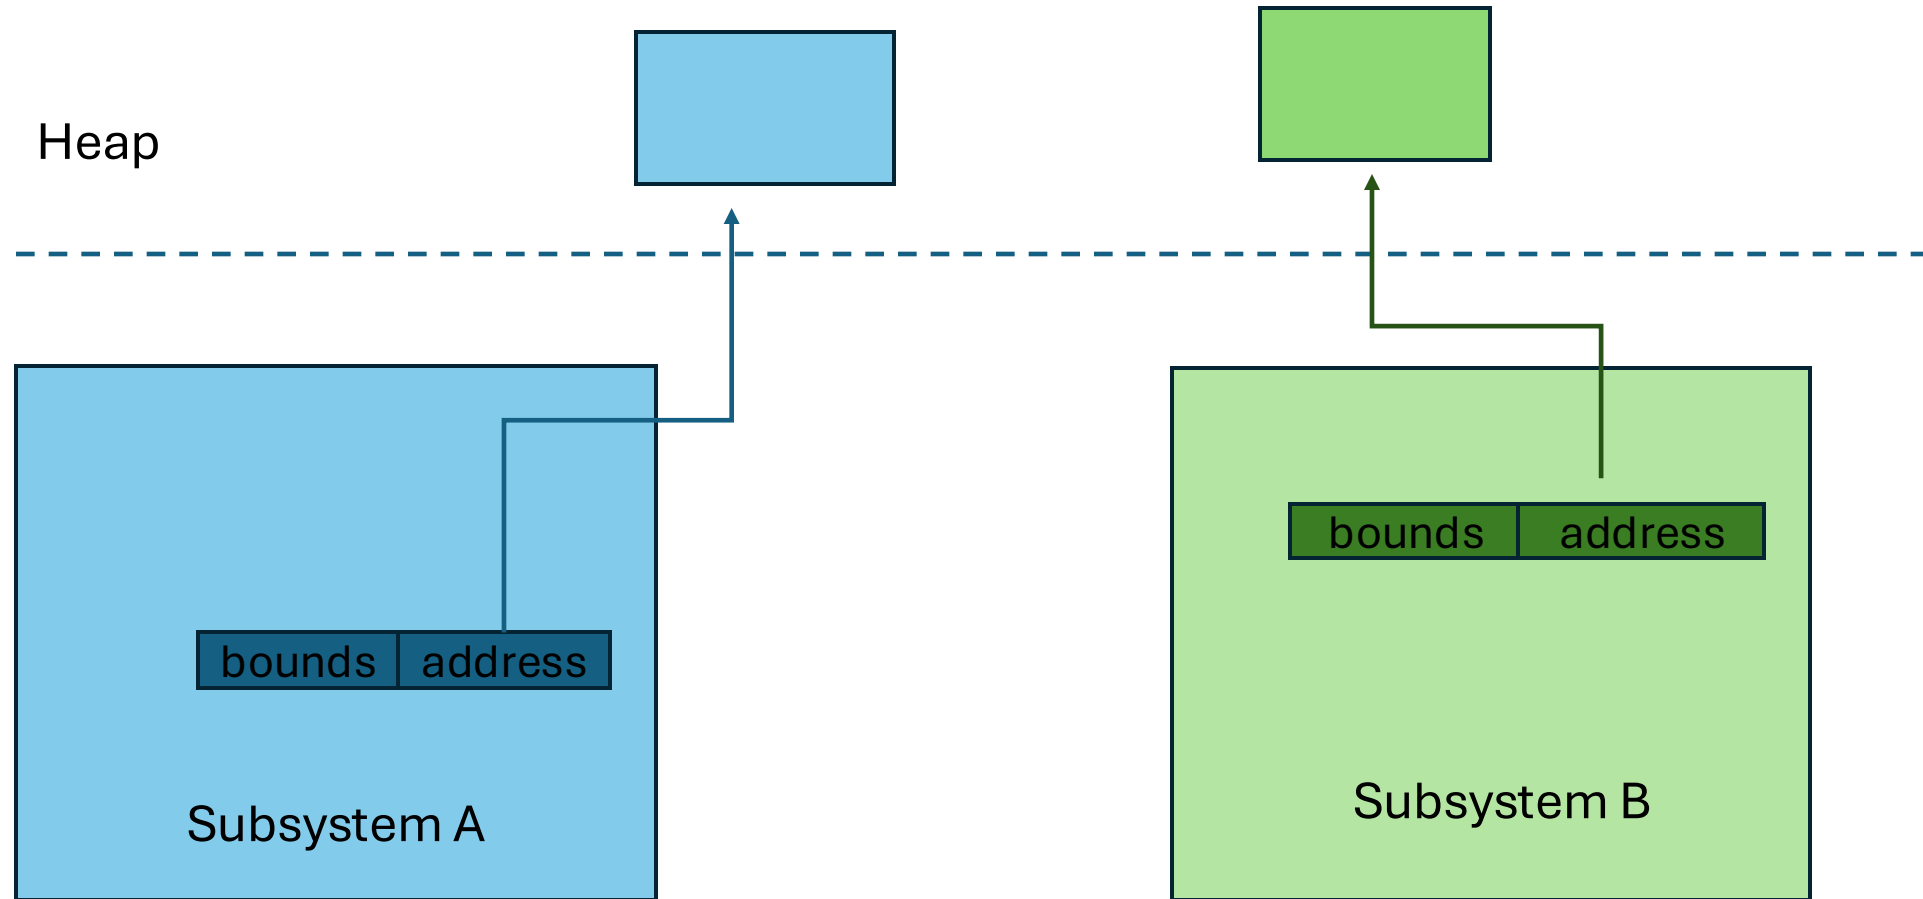 Heap
bounds address
Subsystem A
bounds address
Subsystem B